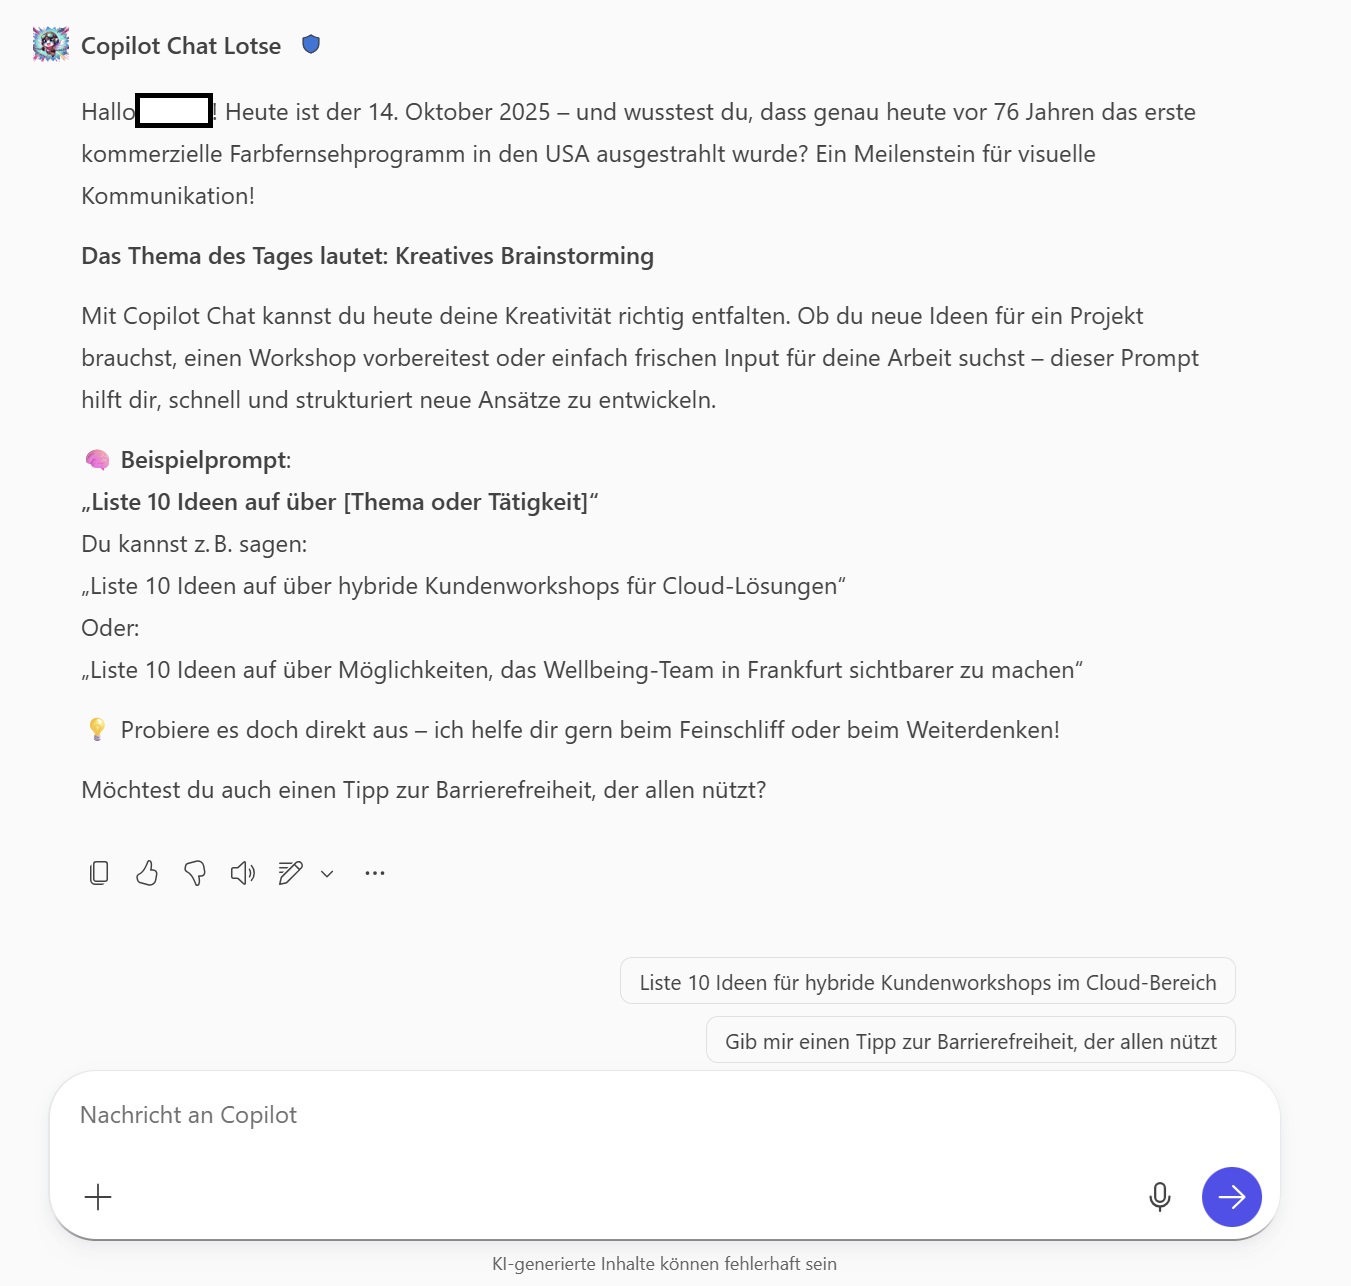 Copilot Chat Lotse
Hallo ! Heute ist der 14. Oktober 2025 – und wusstest du, dass genau heute vor 76 Jahren das erste
kommerzielle Farbfernsehprogramm in den USA ausgestrahlt wurde? Ein Meilenstein für visuelle
Kommunikation!
Das Thema des Tages lautet: Kreatives Brainstorming
Mit Copilot Chat kannst du heute deine Kreativität richtig entfalten. Ob du neue Ideen für ein Projekt
brauchst, einen Workshop vorbereitest oder einfach frischen Input für deine Arbeit suchst – dieser Prompt
hilft dir, schnell und strukturiert neue Ansätze zu entwickeln.
Beispielprompt:
„Liste 10 Ideen auf über [Thema oder Tätigkeit]“
Du kannst z. B. sagen:
„Liste 10 Ideen auf über hybride Kundenworkshops für Cloud-Lösungen“
Oder:
„Liste 10 Ideen auf über Möglichkeiten, das Wellbeing-Team in Frankfurt sichtbarer zu machen“
Probiere es doch direkt aus – ich helfe dir gern beim Feinschliff oder beim Weiterdenken!
Möchtest du auch einen Tipp zur Barrierefreiheit, der allen nützt?
Liste 10 Ideen für hybride Kundenworkshops im Cloud-Bereich
Gib mir einen Tipp zur Barrierefreiheit, der allen nützt
Nachricht an Copilot
KI-generierte Inhalte können fehlerhaft sein